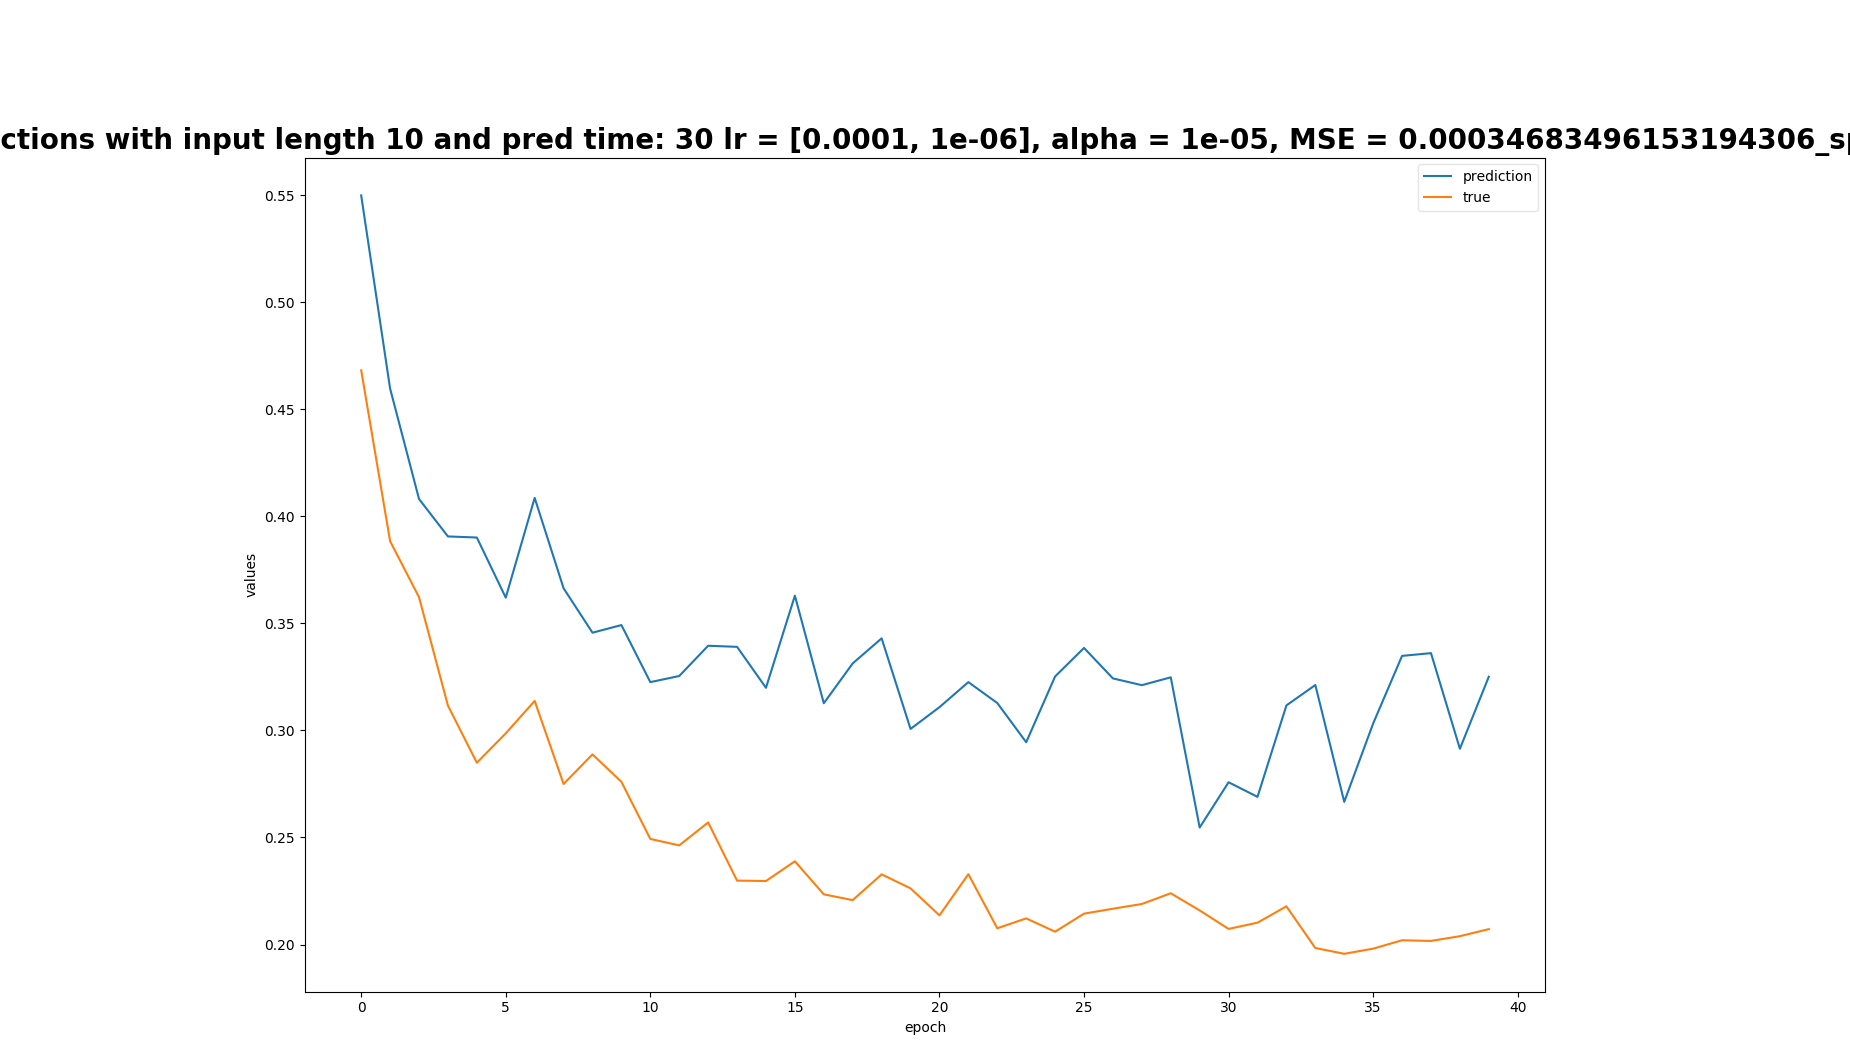 ctions with input length 10 and pred time: 30 lr = [0.0001, 1e-06], alpha = 1e-05, MSE = 0.00034683496153194306_sp
prediction
true
0.55
0.50
0.45
0.40
0.35
0.30
0.25
0.20
values
0 5 10 15 20 25 30 35 40
epoch